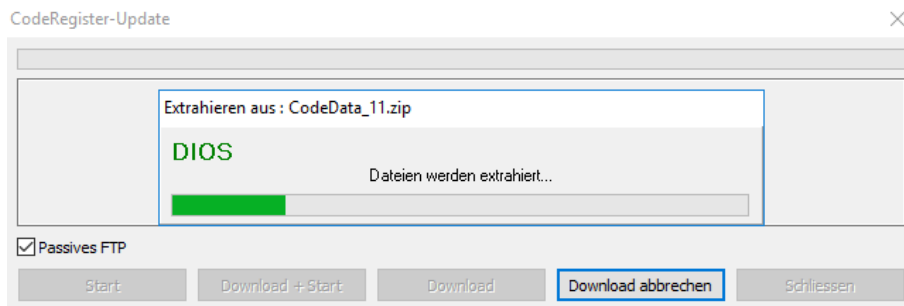 CodeRegister-Update
Extrahieren aus : CodeData_11.zip
DIOS
Dateien werden extrahiert...
Passives FTP
Start Download + Start Download Download abbrechen Schliessen